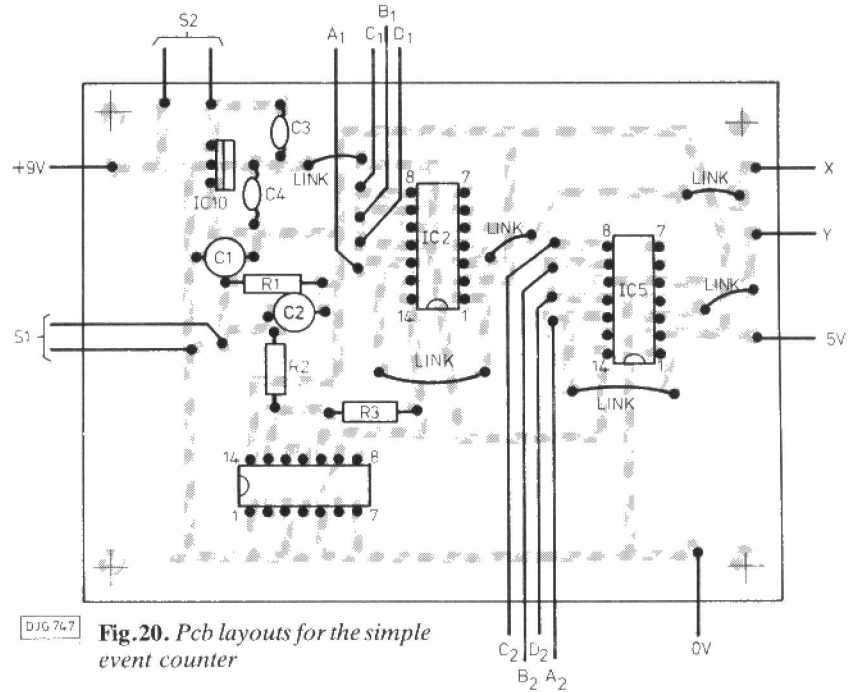 S2
B1
A1 C1 D1
+9V
C3
IC10
C4
LINK
8 7
IC2
14 1
LINK
LINK
X
Y
8 7
IC5
14 1
LINK
5V
C1
R1
C2
S1
R2
LINK
LINK
R3
14 8
1 7
C2 D2
B2 A2
0V
DJG 747
Fig.20. Pcb layouts for the simple
event counter